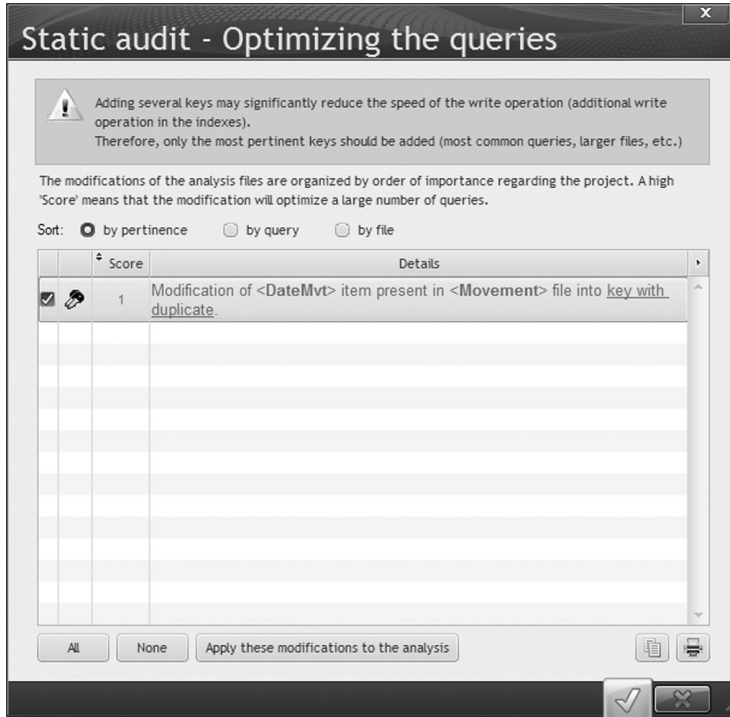 x
Static audit - Optimizing the queries
Adding several keys may significantly reduce the speed of the write operation (additional write
operation in the indexes).
Therefore, only the most pertinent keys should be added (most common queries, larger files, etc.)
The modifications of the analysis files are organized by order of importance regarding the project. A high
'Score' means that the modification will optimize a large number of queries.
Sort: by pertinence by query by file
Score Details
1 Modification of <DateMvt> item present in <Movement> file into key with
duplicate.
All None Apply these modifications to the analysis